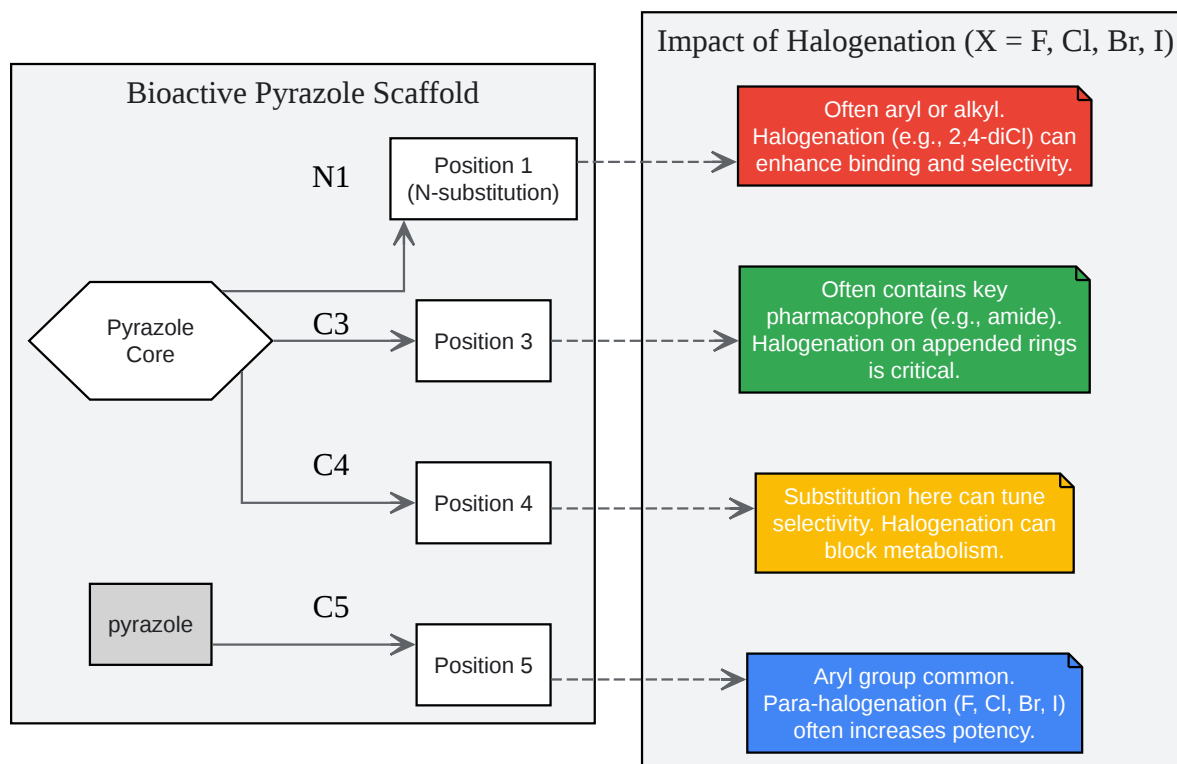 Impact of Halogenation (X = F, Cl, Br, I)
Bioactive Pyrazole Scaffold
N1
Position 1
(N-substitution)
Often aryl or alkyl.
Halogenation (e.g., 2,4-diCl) can
enhance binding and selectivity.
Pyrazole
Core
C3
Position 3
Often contains key
pharmacophore (e.g., amide).
Halogenation on appended rings
is critical.
C4
Position 4
Substitution here can tune
selectivity. Halogenation can
block metabolism.
pyrazole
C5
Position 5
Aryl group common.
Para-halogenation (F, Cl, Br, I)
often increases potency.